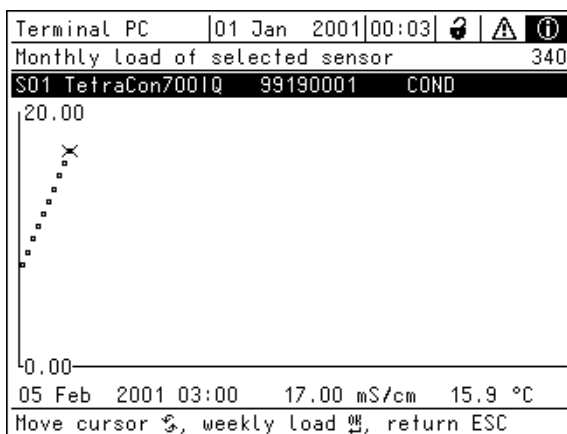 Terminal PC 01 Jan 2001 00:03
Monthly load of selected sensor 340
S01 TetraCon700IQ 99190001 COND
20.00
0.00
05 Feb 2001 03:00 17.00 mS/cm 15.9 °C
Move cursor, weekly load OK, return ESC